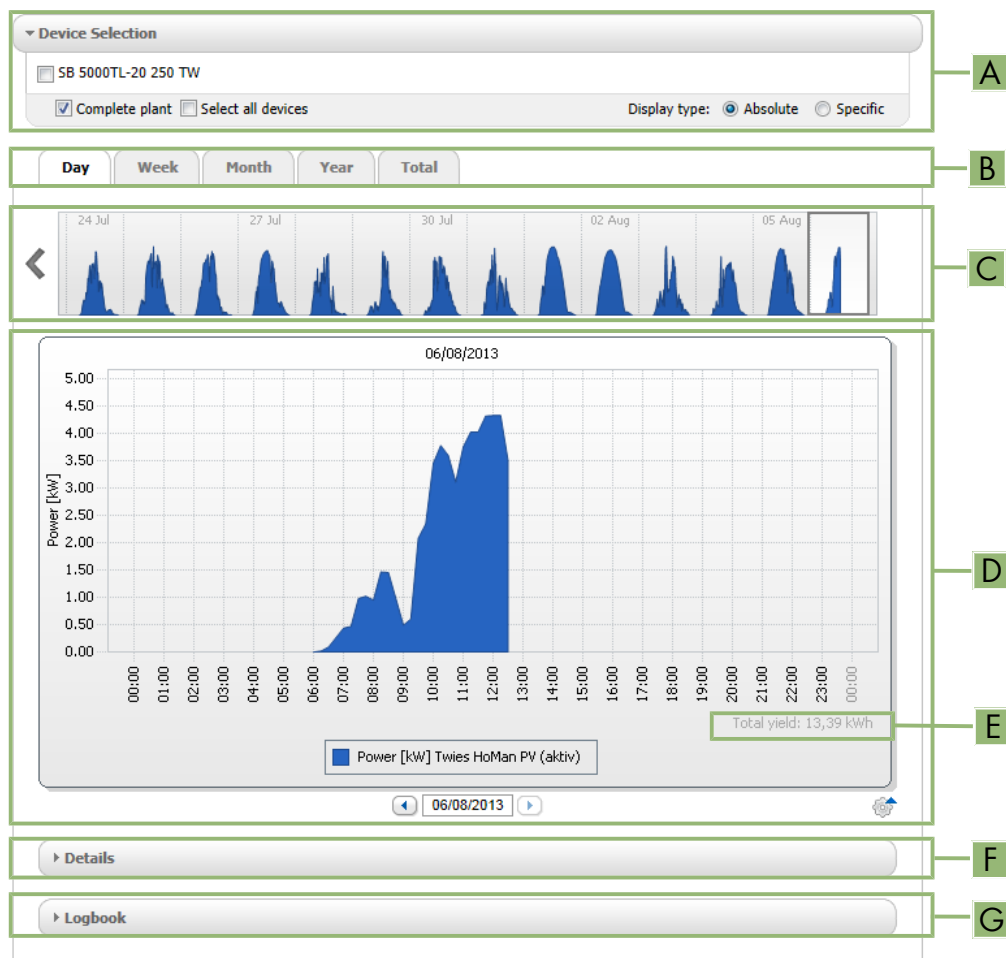 Device Selection
A
SB 5000TL-20 250 TW
Complete plant Select all devices Display type: Absolute Specific
Day Week Month Year Total
B
24 Jul 27 Jul 30 Jul 02 Aug 05 Aug
C
06/08/2013
Power [kW]
5.00
4.50
4.00
3.50
3.00
2.50
2.00
1.50
1.00
0.50
0.00
D
00:00 01:00 02:00 03:00 04:00 05:00 06:00 07:00 08:00 09:00 10:00 11:00 12:00 13:00 14:00 15:00 16:00 17:00 18:00 19:00 20:00 21:00 22:00 23:00 00:00
Total yield: 13,39 kWh
E
Power [kW] Twies HoMan PV (aktiv)
06/08/2013
Details
F
Logbook
G